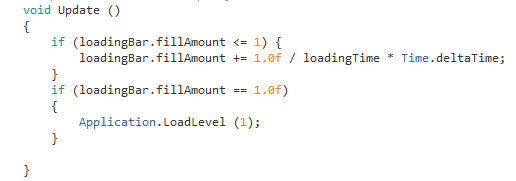 void Update ()
{
    if (loadingBar.fillAmount <= 1) {
        loadingBar.fillAmount += 1.0f / loadingTime * Time.deltaTime;
    }
    if (loadingBar.fillAmount == 1.0f)
    {
        Application.LoadLevel (1);
    }
}